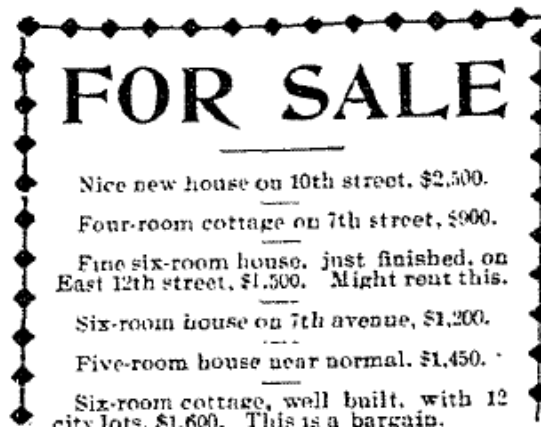 FOR SALE
Nice new house on 10th street, $2,500.
Four-room cottage on 7th street, $900.
Fine six-room house, just finished, on
East 12th street, $1,500. Might rent this.
Six-room house on 7th avenue, $1,200.
Five-room house near normal, $1,450.
Six-room cottage, well built, with 12
city lots, $1,600. This is a bargain.